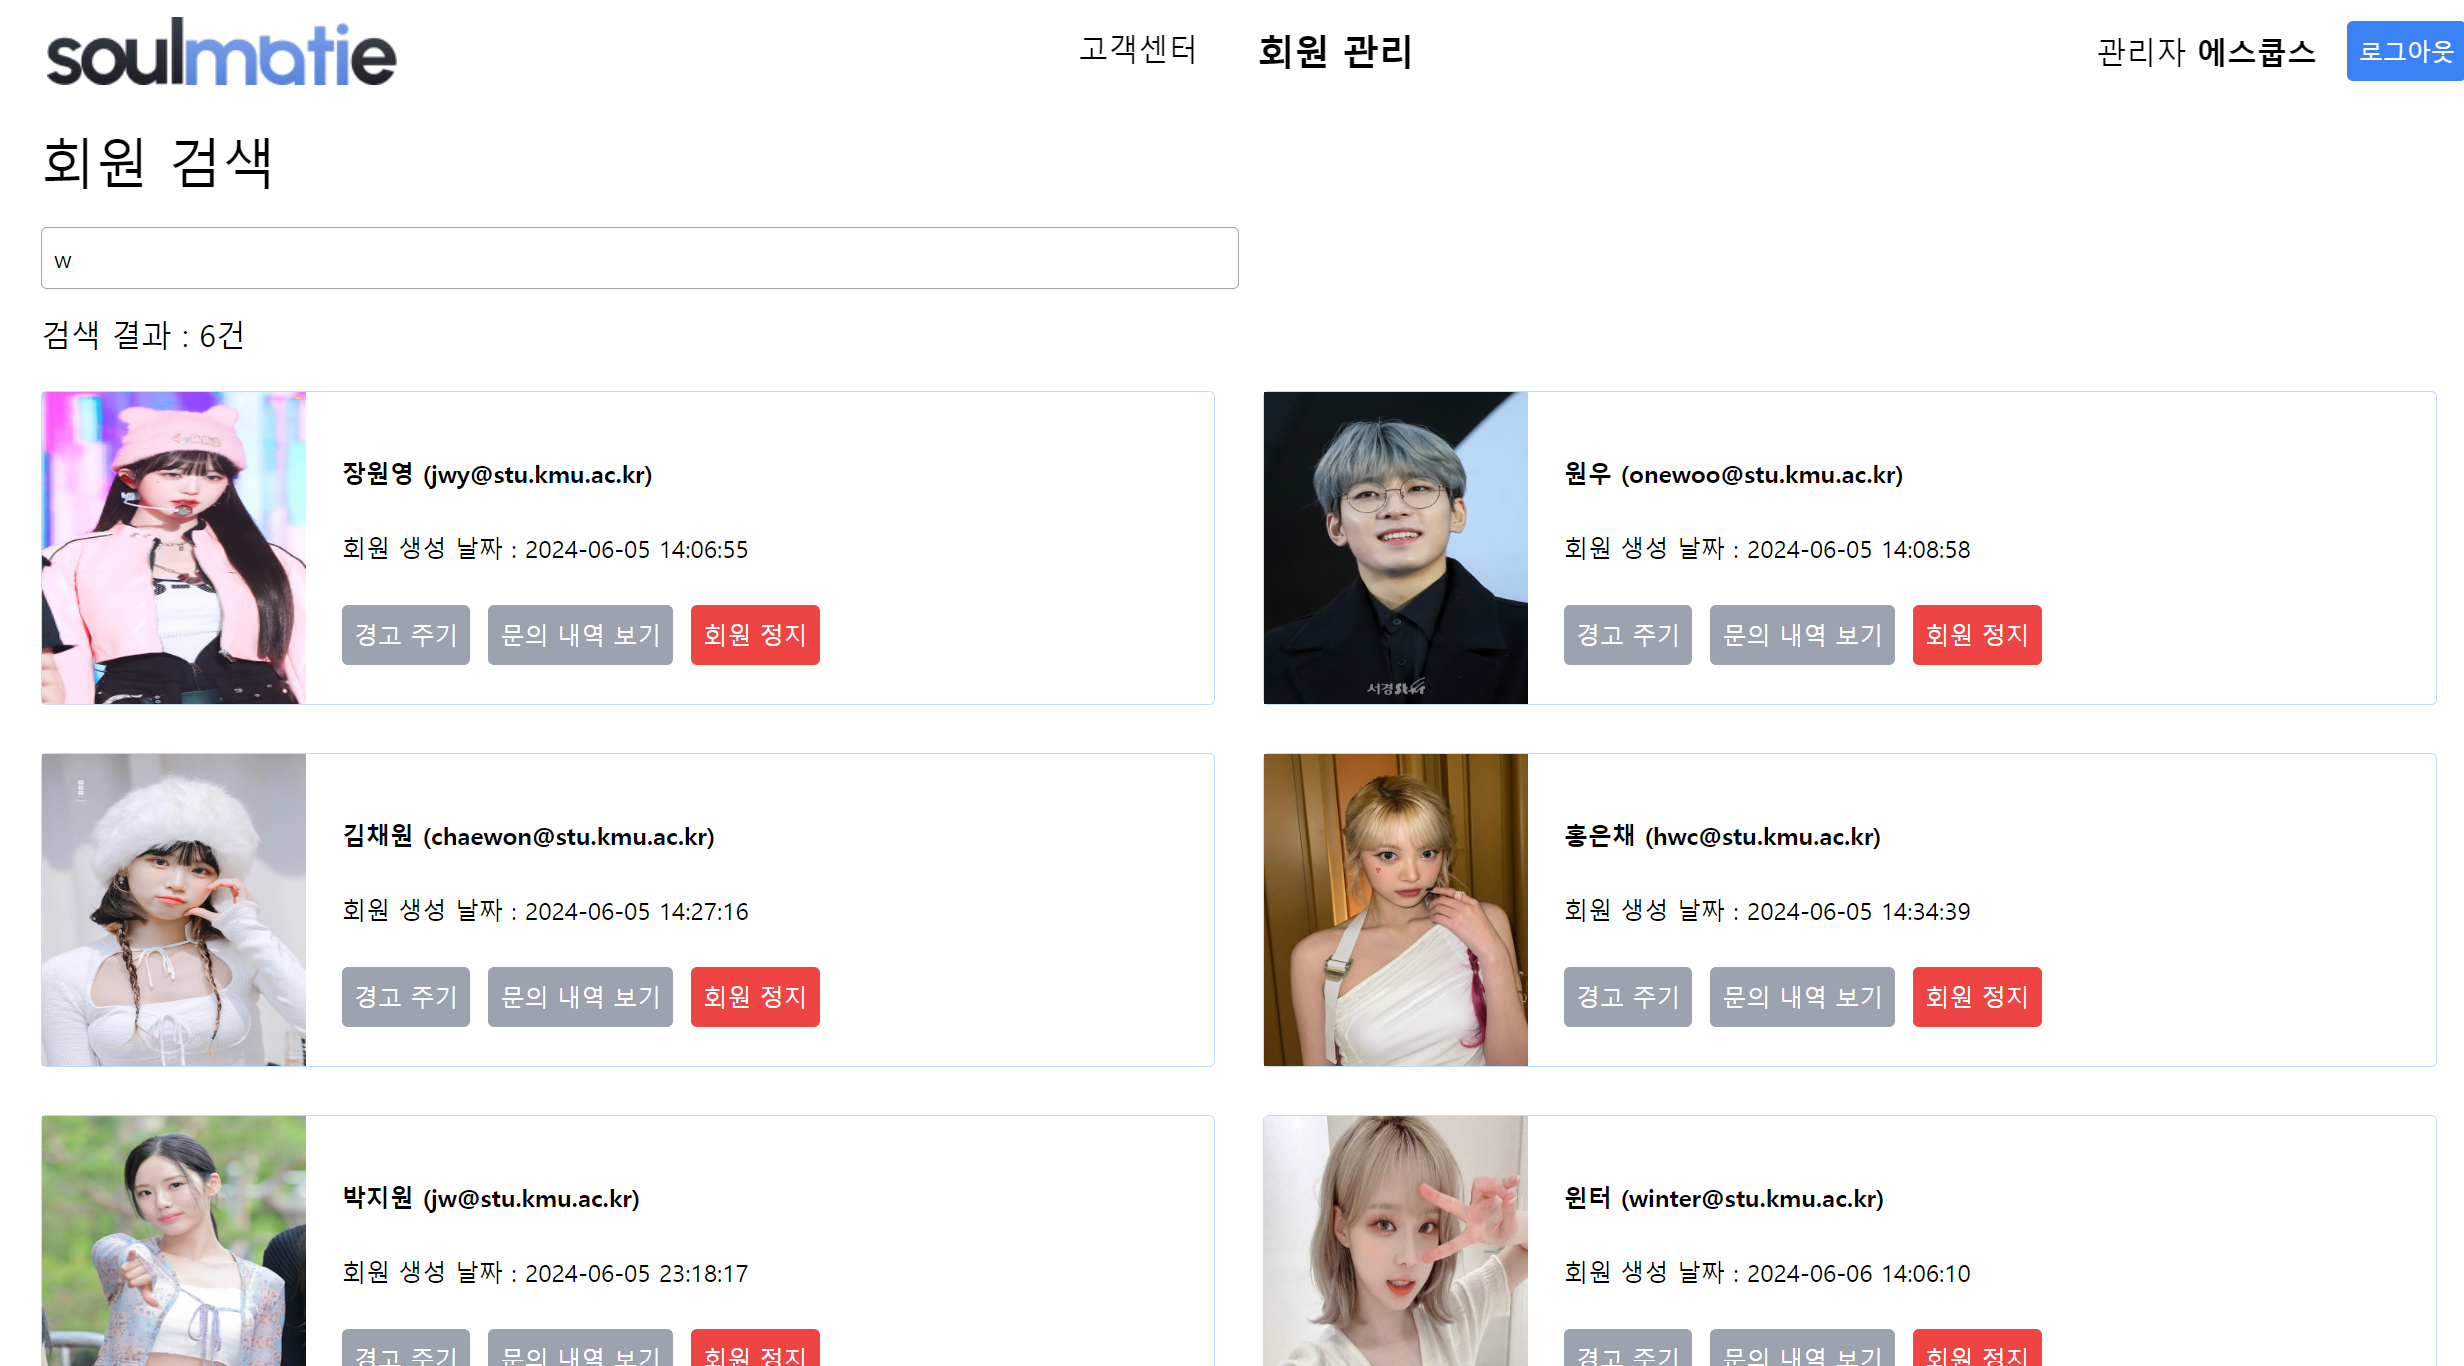 soulmatie
고객센터 회원 관리 관리자 에스쿱스 로그아웃
회원 검색
w
검색 결과 : 6건
장원영 (jwy@stu.kmu.ac.kr)
회원 생성 날짜 : 2024-06-05 14:06:55
경고 주기 문의 내역 보기 회원 정지
원우 (onewoo@stu.kmu.ac.kr)
회원 생성 날짜 : 2024-06-05 14:08:58
경고 주기 문의 내역 보기 회원 정지
서경star
김채원 (chaewon@stu.kmu.ac.kr)
회원 생성 날짜 : 2024-06-05 14:27:16
경고 주기 문의 내역 보기 회원 정지
홍은채 (hwc@stu.kmu.ac.kr)
회원 생성 날짜 : 2024-06-05 14:34:39
경고 주기 문의 내역 보기 회원 정지
박지원 (jw@stu.kmu.ac.kr)
회원 생성 날짜 : 2024-06-05 23:18:17
경고 주기 문의 내역 보기 회원 정지
윈터 (winter@stu.kmu.ac.kr)
회원 생성 날짜 : 2024-06-06 14:06:10
경고 주기 문의 내역 보기 회원 정지